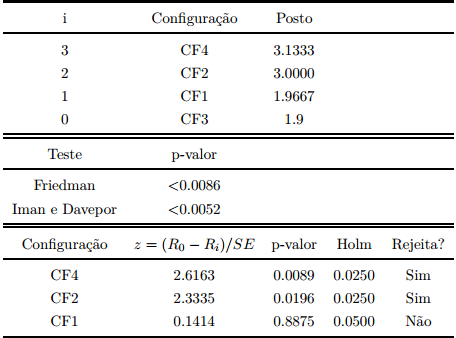 i Configuração Posto
3 CF4 3.1333
2 CF2 3.0000
1 CF1 1.9667
0 CF3 1.9
Teste p-valor
Friedman <0.0086
Iman e Davepor <0.0052
Configuração z = (R₀ − Rᵢ)/SE p-valor Holm Rejeita?
CF4 2.6163 0.0089 0.0250 Sim
CF2 2.3335 0.0196 0.0250 Sim
CF1 0.1414 0.8875 0.0500 Não